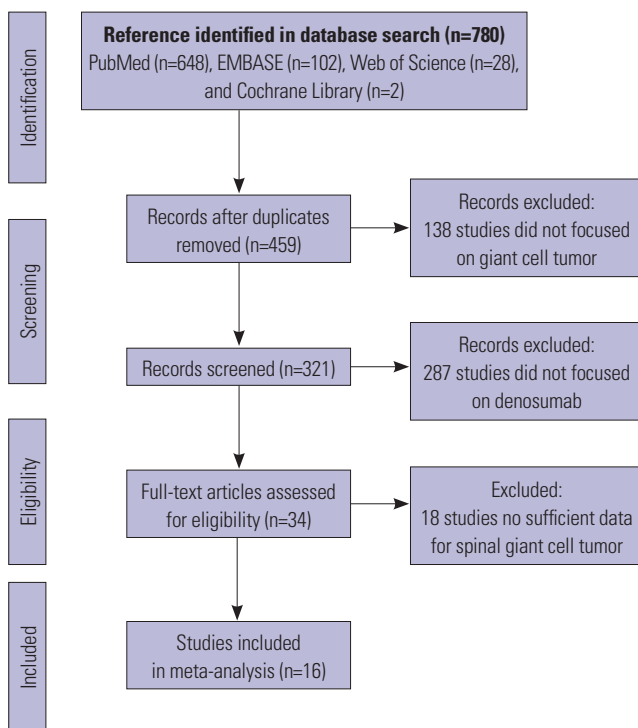 Identification
Reference identified in database search (n=780)
PubMed (n=648), EMBASE (n=102), Web of Science (n=28),
and Cochrane Library (n=2)
Screening
Records after duplicates
removed (n=459)
Records excluded:
138 studies did not focused
on giant cell tumor
Records screened (n=321)
Records excluded:
287 studies did not focused
on denosumab
Eligibility
Full-text articles assessed
for eligibility (n=34)
Excluded:
18 studies no sufficient data
for spinal giant cell tumor
Included
Studies included
in meta-analysis (n=16)